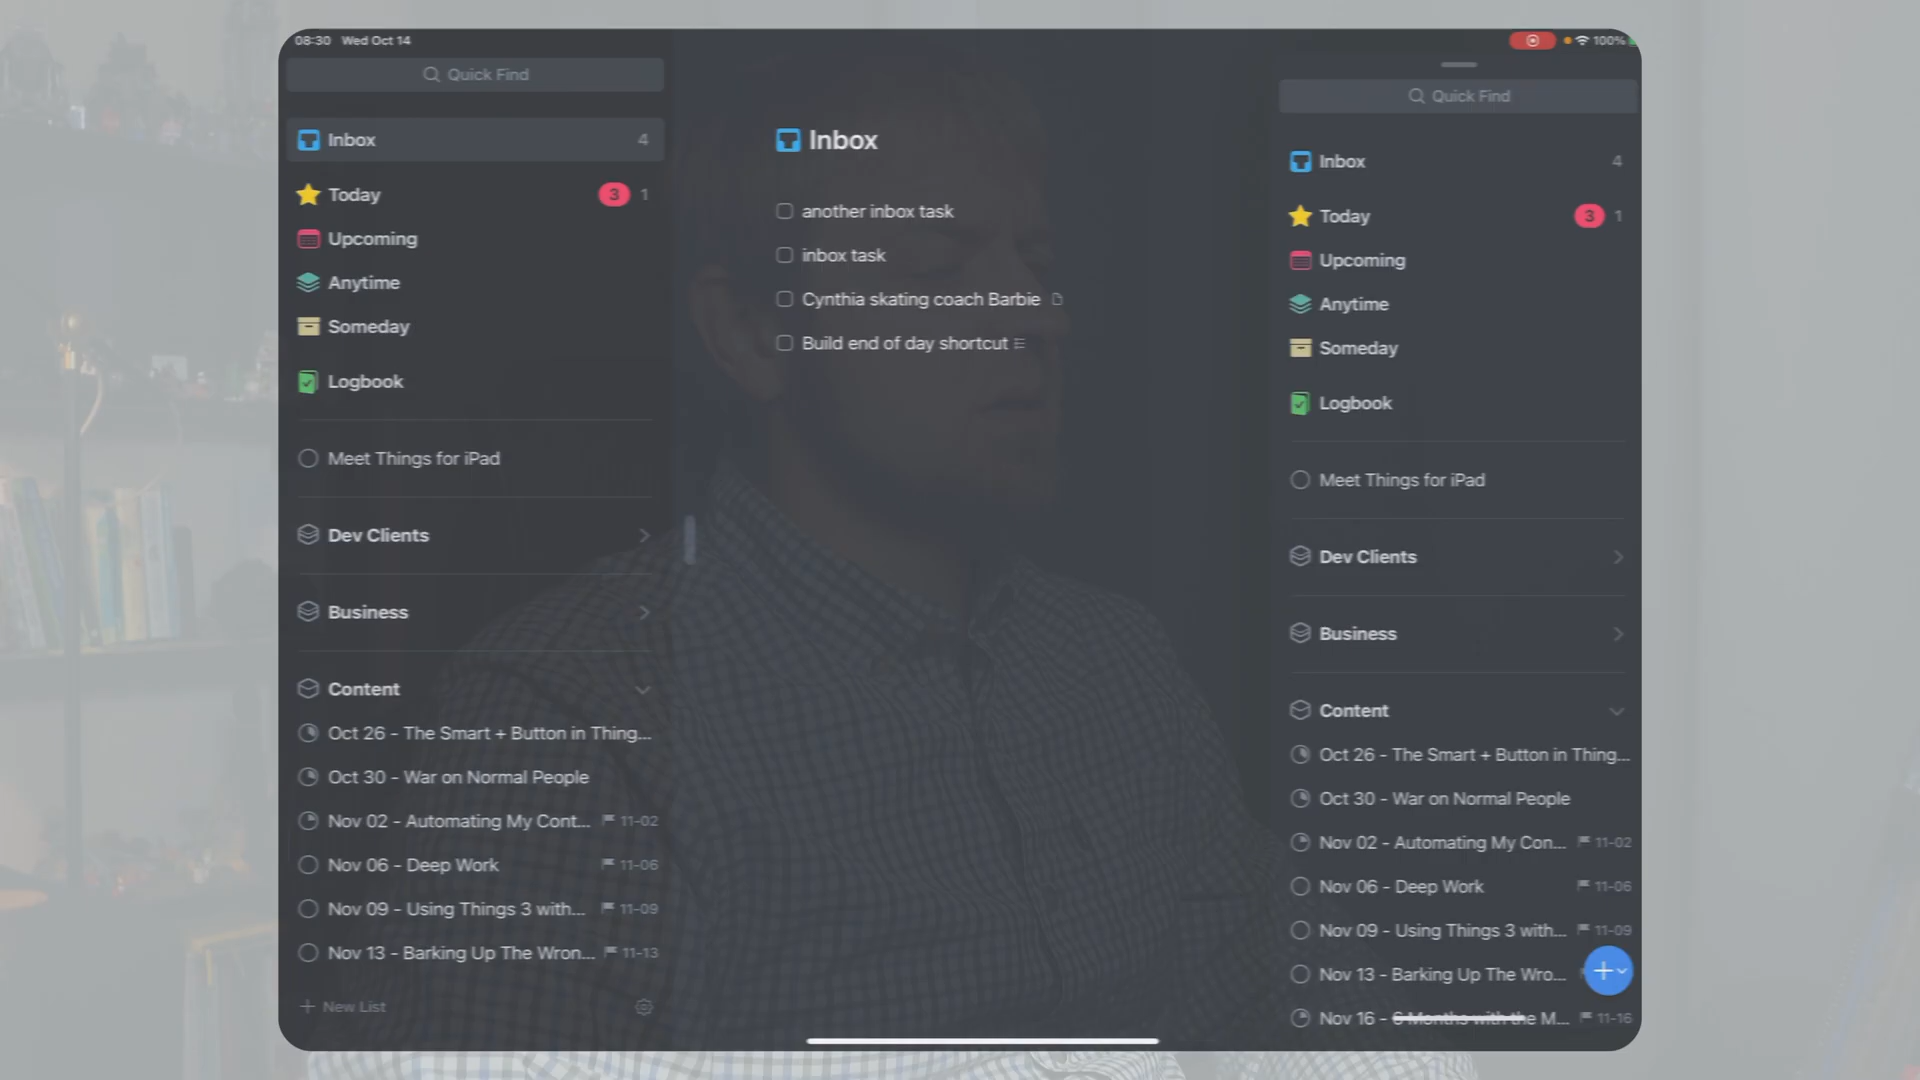 08:30 Wed Oct 14
100%
Quick Find
Inbox 4
Today 3 1
Upcoming
Anytime
Someday
Logbook
Meet Things for iPad
Dev Clients
Business
Content
Oct 26 - The Smart + Button in Thing...
Oct 30 - War on Normal People
Nov 02 - Automating My Cont... 11-02
Nov 06 - Deep Work 11-06
Nov 09 - Using Things 3 with... 11-09
Nov 13 - Barking Up The Wron... 11-13
+ New List
Inbox
another inbox task
inbox task
Cynthia skating coach Barbie
Build end of day shortcut
Quick Find
Inbox 4
Today 3 1
Upcoming
Anytime
Someday
Logbook
Meet Things for iPad
Dev Clients
Business
Content
Oct 26 - The Smart + Button in Thing...
Oct 30 - War on Normal People
Nov 02 - Automating My Con... 11-02
Nov 06 - Deep Work 11-06
Nov 09 - Using Things 3 with... 11-09
Nov 13 - Barking Up The Wro...
Nov 16 - 6 Months with the M... 11-16